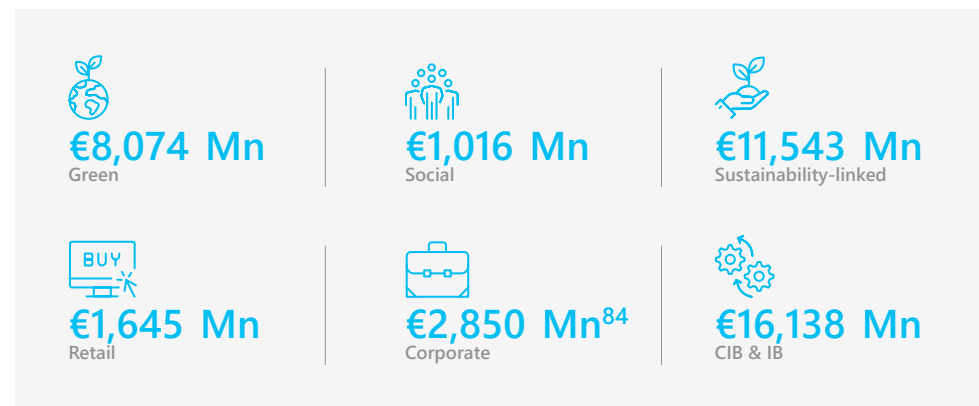 €8,074 Mn
Green
€1,016 Mn
Social
€11,543 Mn
Sustainability-linked
BUY
€1,645 Mn
Retail
€2,850 Mn84
Corporate
€16,138 Mn
CIB & IB